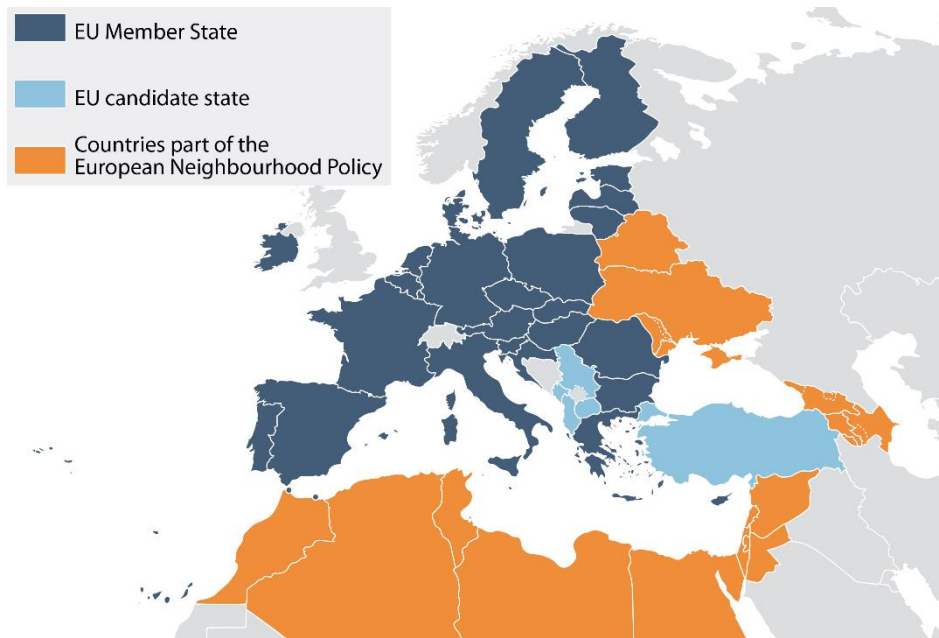 EU Member State
EU candidate state
Countries part of the
European Neighbourhood Policy